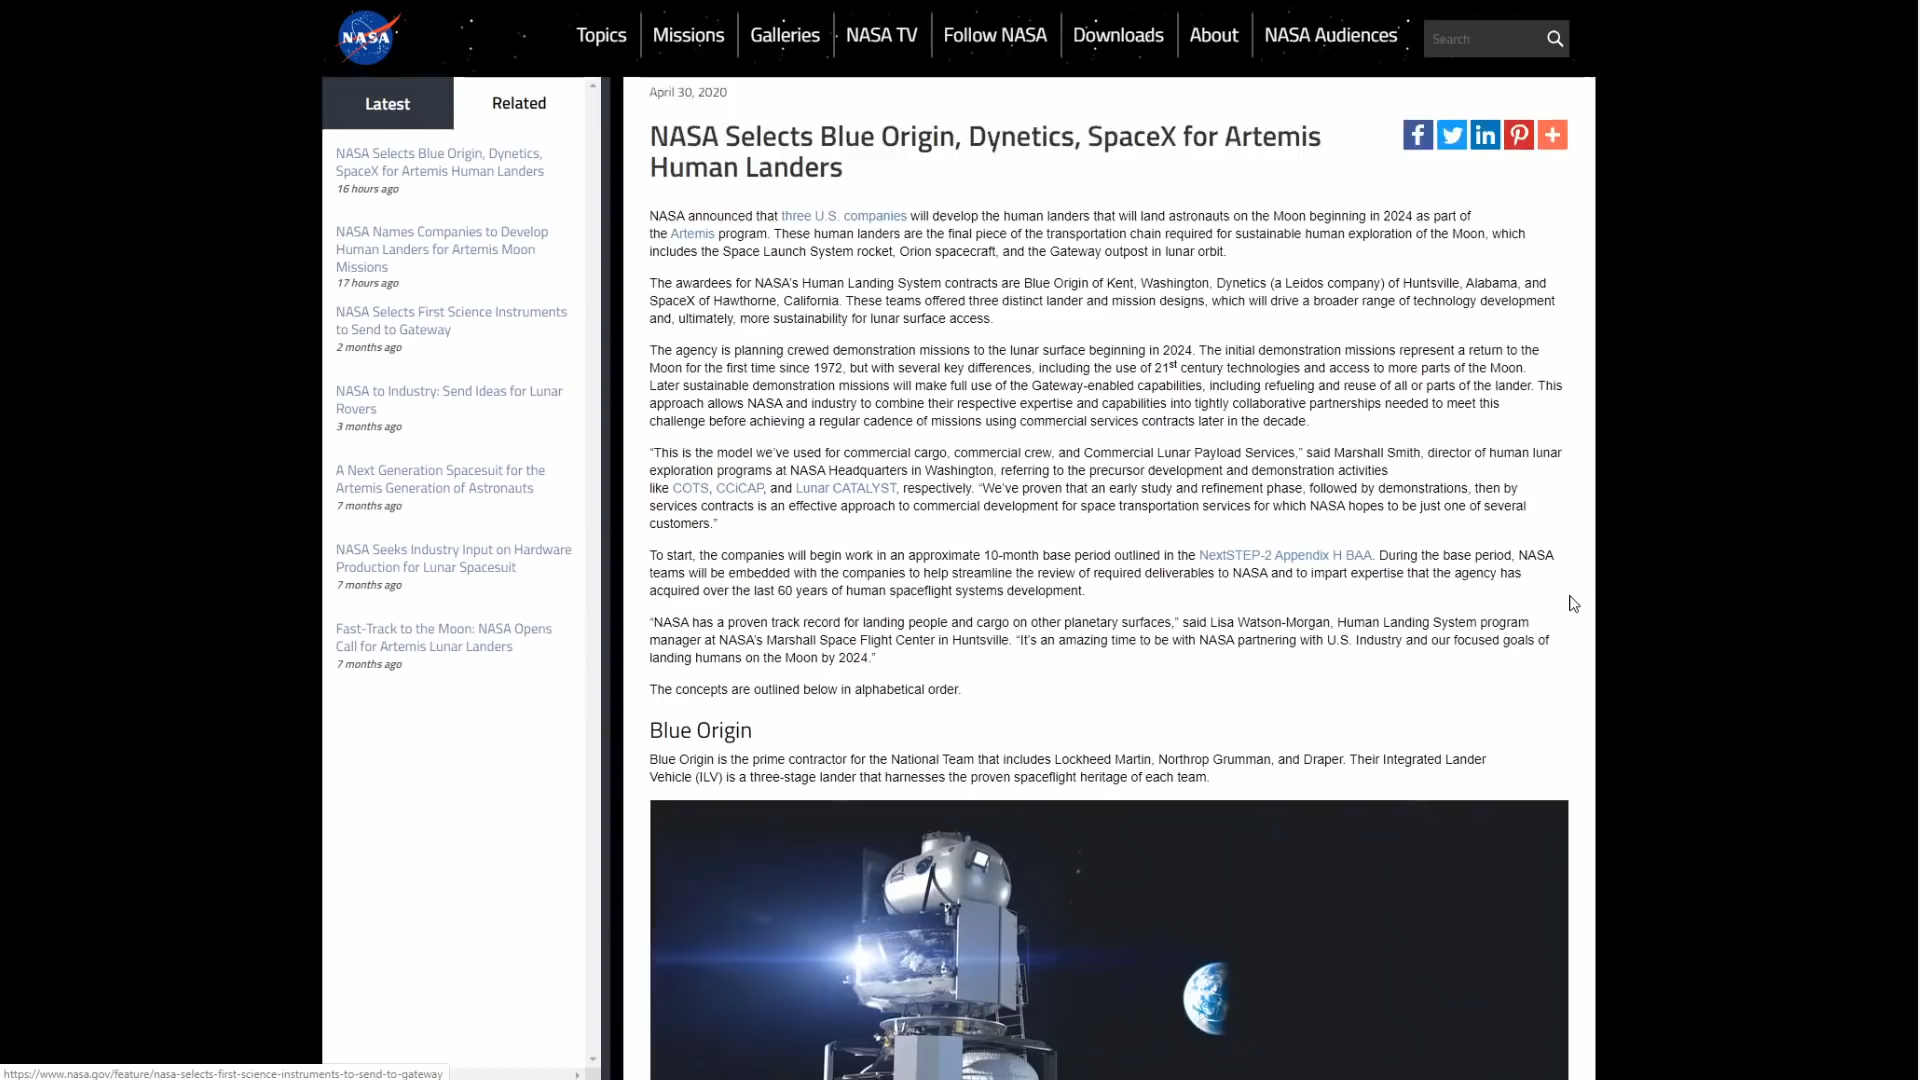 NASA
Topics
Missions
Galleries
NASA TV
Follow NASA
Downloads
About
NASA Audiences
Search
Latest
Related
NASA Selects Blue Origin, Dynetics,
SpaceX for Artemis Human Landers
16 hours ago
NASA Names Companies to Develop
Human Landers for Artemis Moon
Missions
17 hours ago
NASA Selects First Science Instruments
to Send to Gateway
2 months ago
NASA to Industry: Send Ideas for Lunar
Rovers
3 months ago
A Next Generation Spacesuit for the
Artemis Generation of Astronauts
7 months ago
NASA Seeks Industry Input on Hardware
Production for Lunar Spacesuit
7 months ago
Fast-Track to the Moon: NASA Opens
Call for Artemis Lunar Landers
7 months ago
April 30, 2020
NASA Selects Blue Origin, Dynetics, SpaceX for Artemis
Human Landers
NASA announced that three U.S. companies will develop the human landers that will land astronauts on the Moon beginning in 2024 as part of
the Artemis program. These human landers are the final piece of the transportation chain required for sustainable human exploration of the Moon, which
includes the Space Launch System rocket, Orion spacecraft, and the Gateway outpost in lunar orbit.
The awardees for NASA’s Human Landing System contracts are Blue Origin of Kent, Washington, Dynetics (a Leidos company) of Huntsville, Alabama, and
SpaceX of Hawthorne, California. These teams offered three distinct lander and mission designs, which will drive a broader range of technology development
and, ultimately, more sustainability for lunar surface access.
The agency is planning crewed demonstration missions to the lunar surface beginning in 2024. The initial demonstration missions represent a return to the
Moon for the first time since 1972, but with several key differences, including the use of 21st century technologies and access to more parts of the Moon.
Later sustainable demonstration missions will make full use of the Gateway-enabled capabilities, including refueling and reuse of all or parts of the lander. This
approach allows NASA and industry to combine their respective expertise and capabilities into tightly collaborative partnerships needed to meet this
challenge before achieving a regular cadence of missions using commercial services contracts later in the decade.
“This is the model we’ve used for commercial cargo, commercial crew, and Commercial Lunar Payload Services,” said Marshall Smith, director of human lunar
exploration programs at NASA Headquarters in Washington, referring to the precursor development and demonstration activities
like COTS, CCiCAP, and Lunar CATALYST, respectively. “We’ve proven that an early study and refinement phase, followed by demonstrations, then by
services contracts is an effective approach to commercial development for space transportation services for which NASA hopes to be just one of several
customers.”
To start, the companies will begin work in an approximate 10-month base period outlined in the NextSTEP-2 Appendix H BAA. During the base period, NASA
teams will be embedded with the companies to help streamline the review of required deliverables to NASA and to impart expertise that the agency has
acquired over the last 60 years of human spaceflight systems development.
“NASA has a proven track record for landing people and cargo on other planetary surfaces,” said Lisa Watson-Morgan, Human Landing System program
manager at NASA’s Marshall Space Flight Center in Huntsville. “It’s an amazing time to be with NASA partnering with U.S. Industry and our focused goals of
landing humans on the Moon by 2024.”
The concepts are outlined below in alphabetical order.
Blue Origin
Blue Origin is the prime contractor for the National Team that includes Lockheed Martin, Northrop Grumman, and Draper. Their Integrated Lander
Vehicle (ILV) is a three-stage lander that harnesses the proven spaceflight heritage of each team.
https://www.nasa.gov/feature/nasa-selects-first-science-instruments-to-send-to-gateway